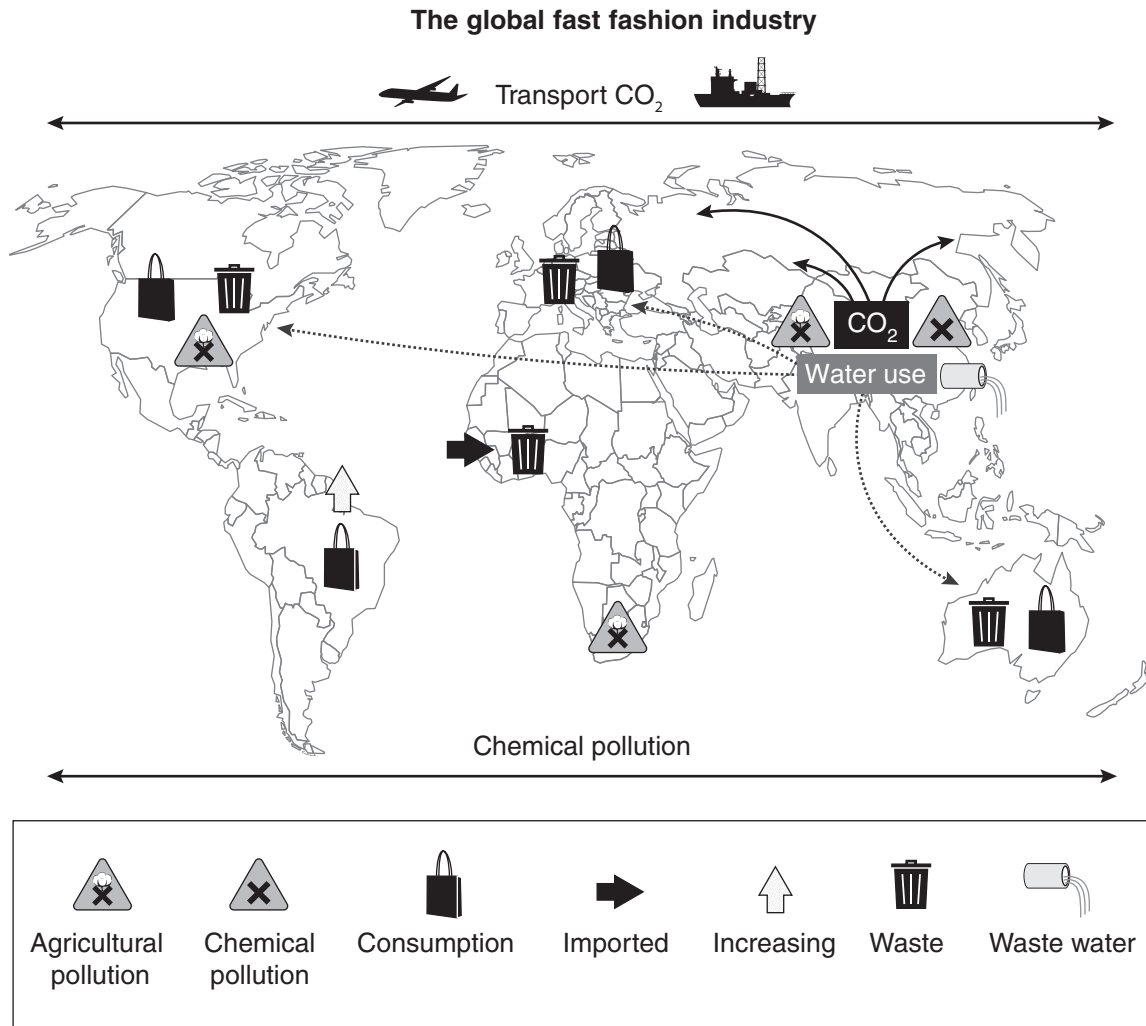 The global fast fashion industry
Transport CO₂
CO₂
Water use
Chemical pollution
Agricultural
pollution
Chemical
pollution
Consumption
Imported
Increasing
Waste
Waste water